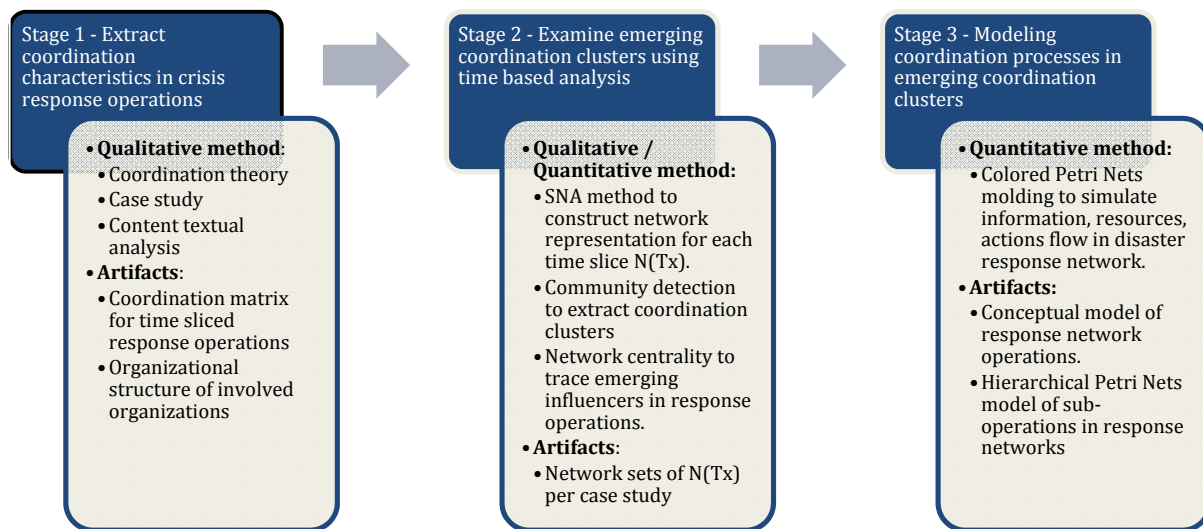 Stage 1 - Extract
coordination
characteristics in crisis
response operations
• Qualitative method:
• Coordination theory
• Case study
• Content textual
analysis
• Artifacts:
• Coordination matrix
for time sliced
response operations
• Organizational
structure of involved
organizations
Stage 2 - Examine emerging
coordination clusters using
time based analysis
• Qualitative /
Quantitative method:
• SNA method to
construct network
representation for each
time slice N(Tx).
• Community detection
to extract coordination
clusters
• Network centrality to
trace emerging
influencers in response
operations.
• Artifacts:
• Network sets of N(Tx)
per case study
Stage 3 - Modeling
coordination processes in
emerging coordination
clusters
• Quantitative method:
• Colored Petri Nets
molding to simulate
information, resources,
actions flow in disaster
response network.
• Artifacts:
• Conceptual model of
response network
operations.
• Hierarchical Petri Nets
model of sub-
operations in response
networks